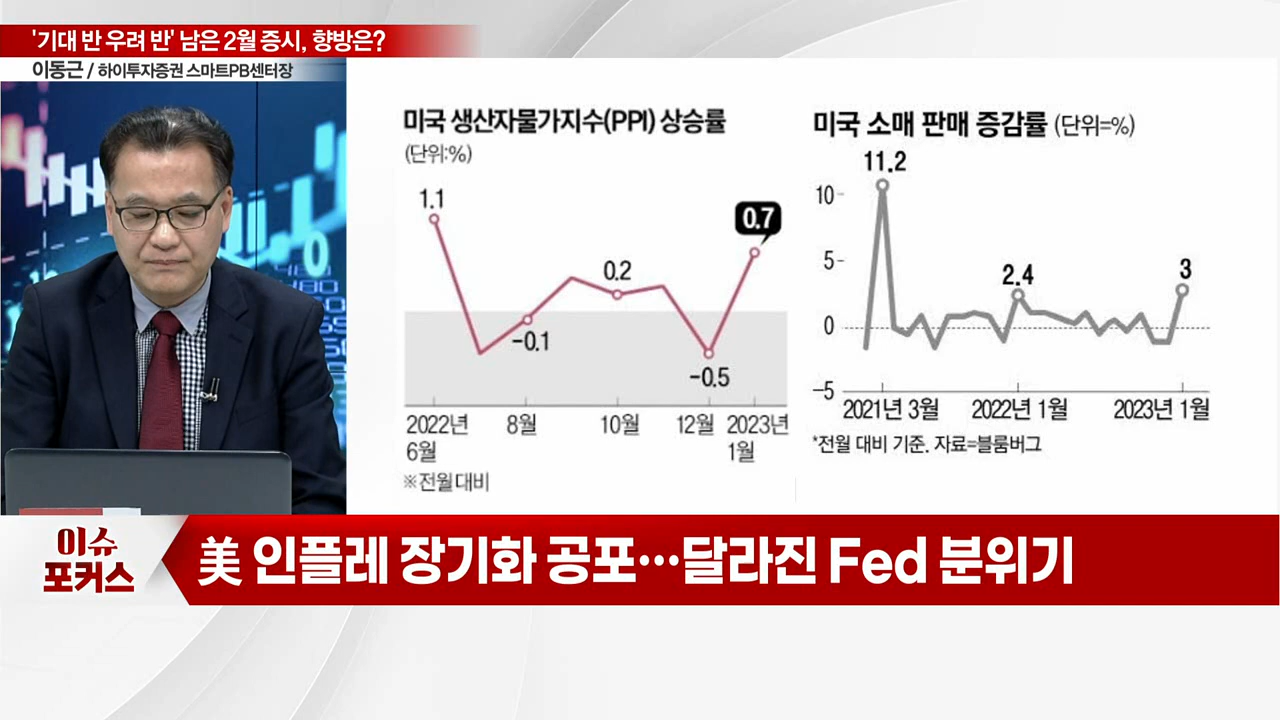 '기대 반 우려 반' 남은 2월 증시, 향방은?
이동근 / 하이투자증권 스마트PB센터장
미국 생산자물가지수(PPI) 상승률
(단위:%)
1.1
-0.1
0.2
-0.5
0.7
2022년 6월
8월
10월
12월
2023년 1월
※전월 대비
미국 소매 판매 증감률 (단위=%)
11.2
2.4
3
10
5
0
-5
2021년 3월
2022년 1월
2023년 1월
*전월 대비 기준. 자료=블룸버그
이슈
포커스
美 인플레 장기화 공포…달라진 Fed 분위기